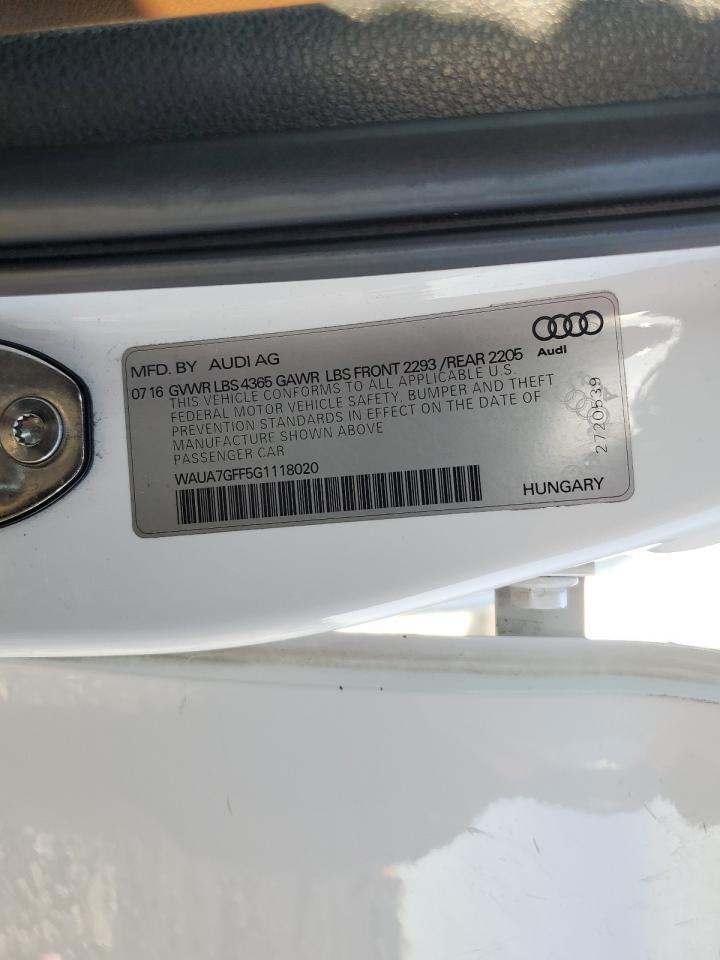 MFD. BY AUDI AG
Audi
07 16 GVWR LBS 4365 GAWR LBS FRONT 2293 /REAR 2205
THIS VEHICLE CONFORMS TO ALL APPLICABLE U.S.
FEDERAL MOTOR VEHICLE SAFETY, BUMPER AND THEFT
PREVENTION STANDARDS IN EFFECT ON THE DATE OF
MANUFACTURE SHOWN ABOVE
PASSENGER CAR
WAUA7GFF5G1118020
HUNGARY
2720539